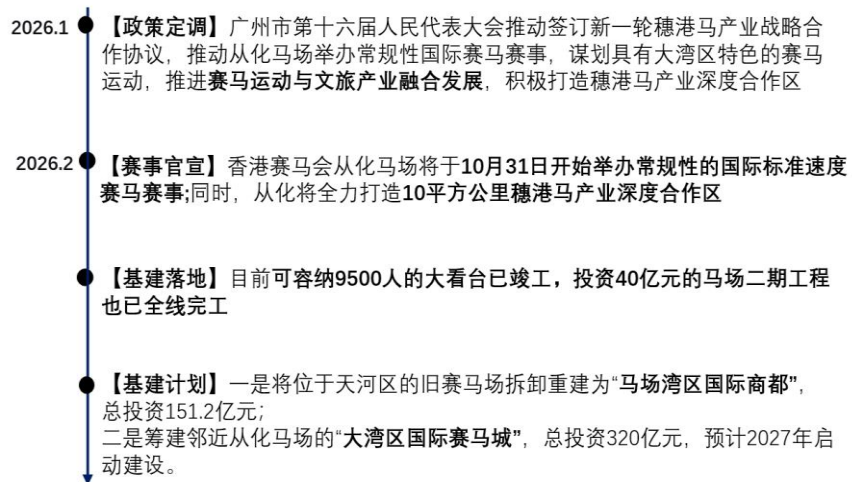 2026.1
【政策定调】广州市第十六届人民代表大会推动签订新一轮穗港马产业战略合
作协议，推动从化马场举办常规性国际赛马赛事，谋划具有大湾区特色的赛马
运动，推进赛马运动与文旅产业融合发展，积极打造穗港马产业深度合作区
2026.2
【赛事官宣】香港赛马会从化马场将于10月31日开始举办常规性的国际标准速度
赛马赛事;同时，从化将全力打造10平方公里穗港马产业深度合作区
【基建落地】目前可容纳9500人的大看台已竣工，投资40亿元的马场二期工程
也已全线完工
【基建计划】一是将位于天河区的旧赛马场拆卸重建为“马场湾区国际商都”，
总投资151.2亿元；
二是筹建邻近从化马场的“大湾区国际赛马城”，总投资320亿元，预计2027年启
动建设。